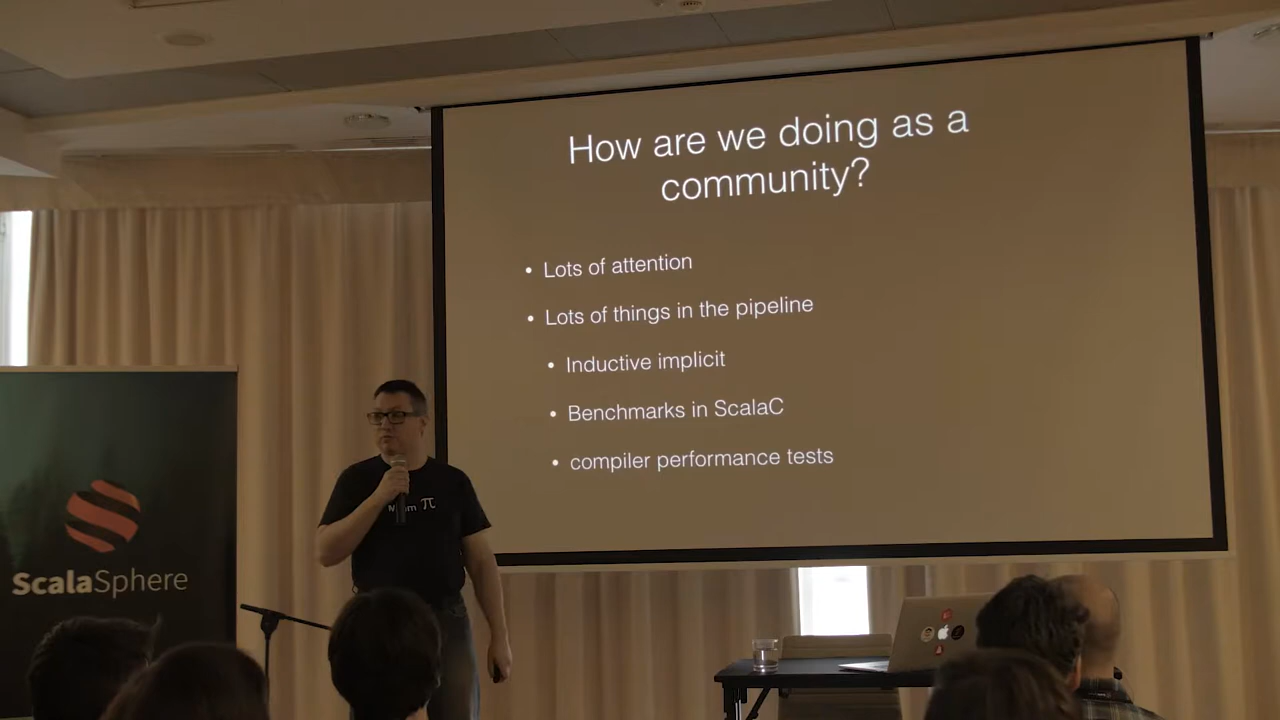 How are we doing as a
community?
• Lots of attention
• Lots of things in the pipeline
• Inductive implicit
• Benchmarks in ScalaC
• compiler performance tests
π
ScalaSphere